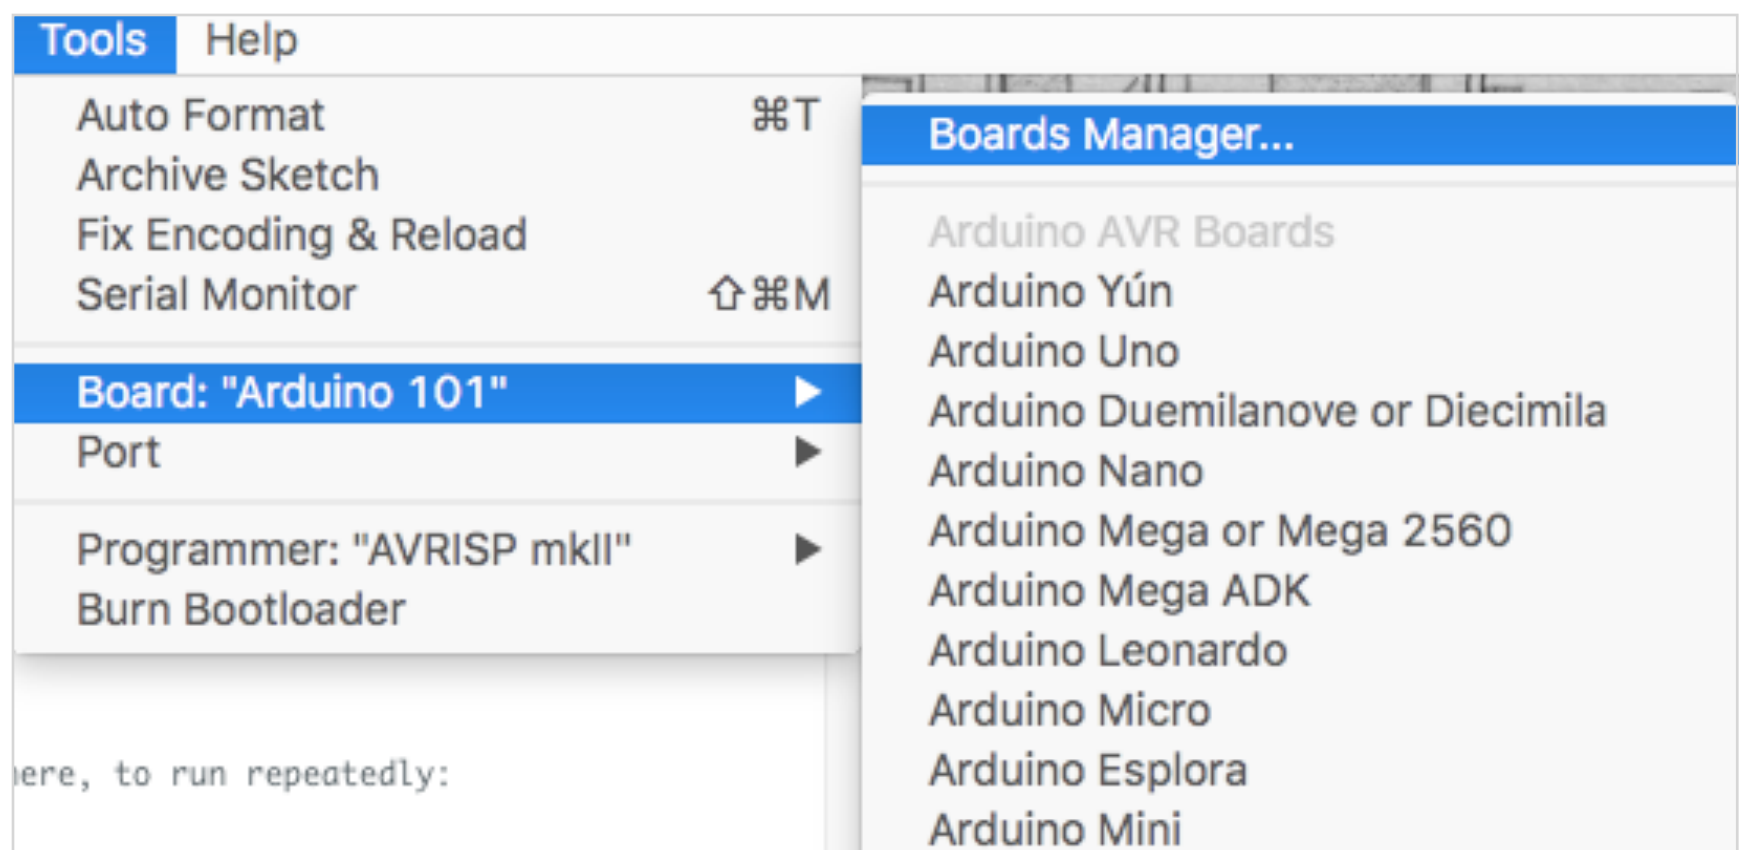 Tools Help
Auto Format ⌘T
Archive Sketch
Fix Encoding & Reload
Serial Monitor ⇧⌘M
Board: "Arduino 101" ▶
Port ▶
Programmer: "AVRISP mkII" ▶
Burn Bootloader
to run repeatedly:
Boards Manager...
Arduino AVR Boards
Arduino Yún
Arduino Uno
Arduino Duemilanove or Diecimila
Arduino Nano
Arduino Mega or Mega 2560
Arduino Mega ADK
Arduino Leonardo
Arduino Micro
Arduino Esplora
Arduino Mini